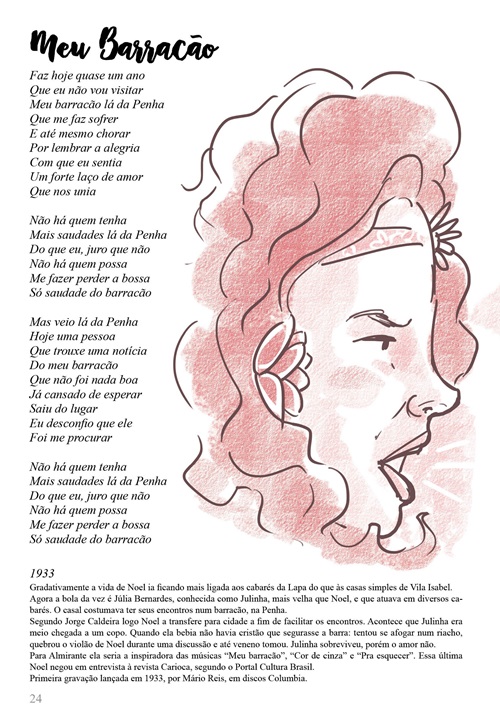 Meu Barracão
Faz hoje quase um ano
Que eu não vou visitar
Meu barracão lá da Penha
Que me faz sofrer
E até mesmo chorar
Por lembrar a alegria
Com que eu sentia
Um forte laço de amor
Que nos unia
Não há quem tenha
Mais saudades lá da Penha
Do que eu, juro que não
Não há quem possa
Me fazer perder a bossa
Só saudade do barracão
Mas veio lá da Penha
Hoje uma pessoa
Que trouxe uma notícia
Do meu barracão
Que não foi nada boa
Já cansado de esperar
Saiu do lugar
Eu desconfio que ele
Foi me procurar
Não há quem tenha
Mais saudades lá da Penha
Do que eu, juro que não
Não há quem possa
Me fazer perder a bossa
Só saudade do barracão
1933
Gradativamente a vida de Noel ia ficando mais ligada aos cabarés da Lapa do que às casas simples de Vila Isabel.
Agora a bola da vez é Júlia Bernardes, conhecida como Julinha, mais velha que Noel, e que atuava em diversos ca-
barés. O casal costumava ter seus encontros num barracão, na Penha.
Segundo Jorge Caldeira logo Noel a transfere para cidade a fim de facilitar os encontros. Acontece que Julinha era
meio chegada a um copo. Quando ela bebia não havia cristão que segurasse a barra: tentou se afogar num riacho,
quebrou o violão de Noel durante uma discussão e até veneno tomou. Julinha sobreviveu, porém o amor não.
Para Almirante ela seria a inspiradora das músicas “Meu barracão”, “Cor de cinza” e “Pra esquecer”. Essa última
Noel negou em entrevista à revista Carioca, segundo o Portal Cultura Brasil.
Primeira gravação lançada em 1933, por Mário Reis, em discos Columbia.
24